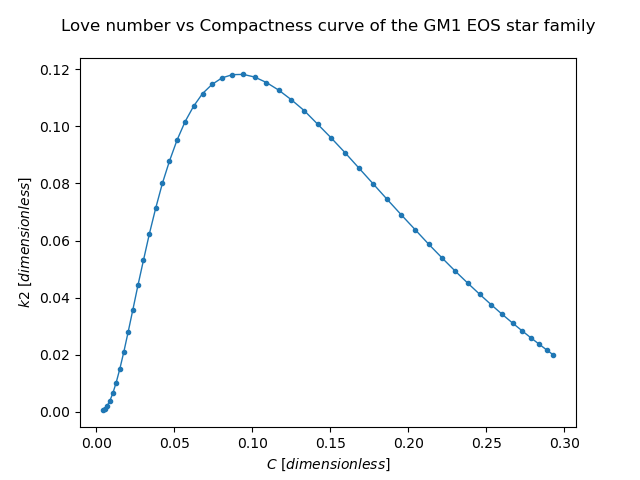 Love number vs Compactness curve of the GM1 EOS star family
0.12
0.10
0.08
0.06
0.04
0.02
0.00
k2 [dimensionless]
0.00 0.05 0.10 0.15 0.20 0.25 0.30
C [dimensionless]